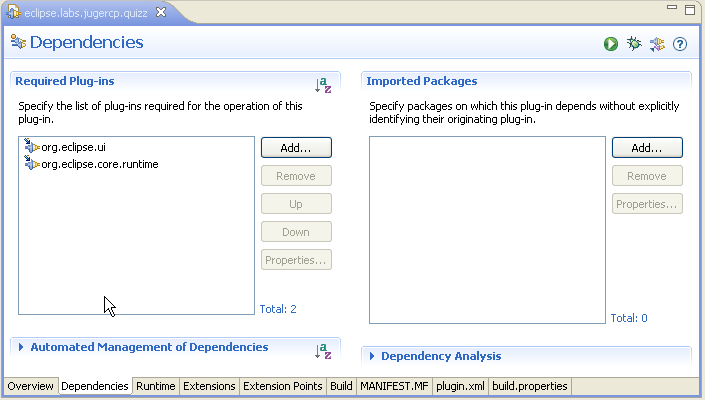 eclipse.labs.jugercp.quizz
Dependencies
Required Plug-ins
Specify the list of plug-ins required for the operation of this
plug-in.
org.eclipse.ui
org.eclipse.core.runtime
Add...
Remove
Up
Down
Properties...
Total: 2
Automated Management of Dependencies
Imported Packages
Specify packages on which this plug-in depends without explicitly
identifying their originating plug-in.
Add...
Remove
Properties...
Total: 0
Dependency Analysis
Overview Dependencies Runtime Extensions Extension Points Build MANIFEST.MF plugin.xml build.properties